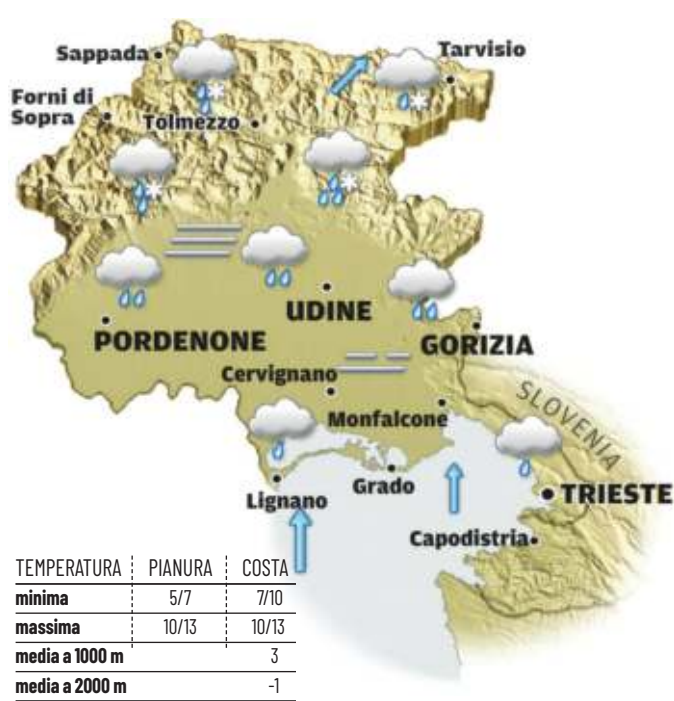 Sappada
Tarvisio
Forni di
Sopra
Tolmezzo
UDINE
PORDENONE
GORIZIA
Cervignano
SLOVENIA
Monfalcone
Lignano
Grado
TRIESTE
Capodistria
TEMPERATURA PIANURA COSTA
minima 5/7 7/10
massima 10/13 10/13
media a 1000 m 3
media a 2000 m -1